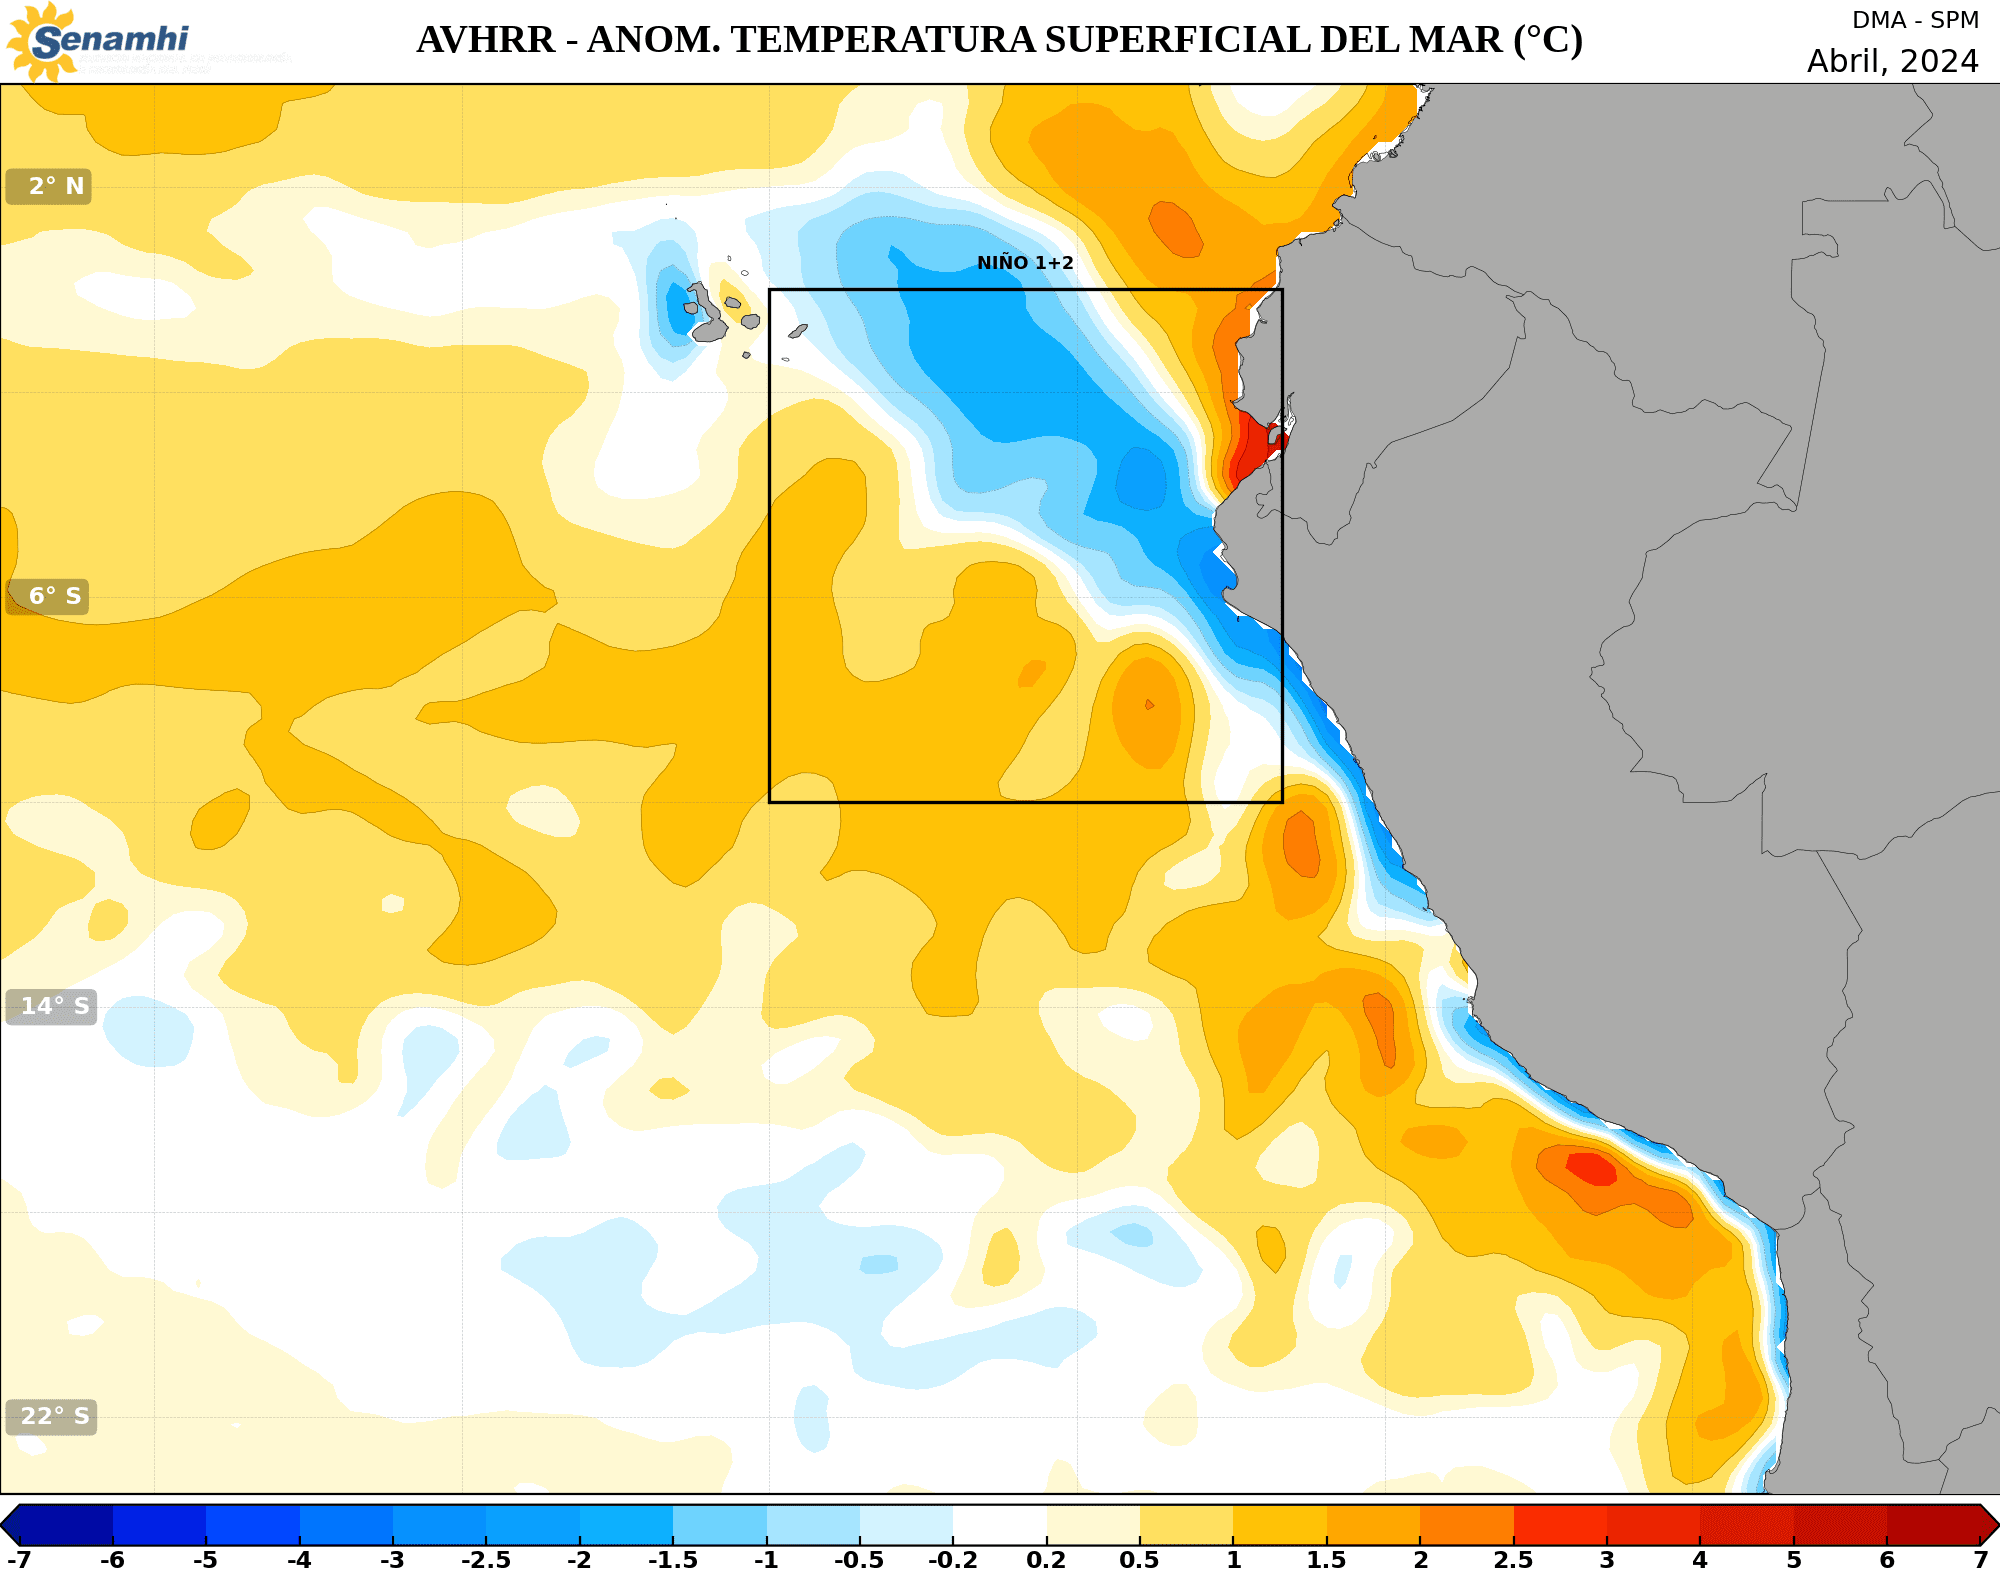 Senamhi
AVHRR - ANOM. TEMPERATURA SUPERFICIAL DEL MAR (°C)
DMA - SPM
Abril, 2024
2° N
NIÑO 1+2
6° S
14° S
22° S
-7 -6 -5 -4 -3 -2.5 -2 -1.5 -1 -0.5 -0.2 0.2 0.5 1 1.5 2 2.5 3 4 5 6 7